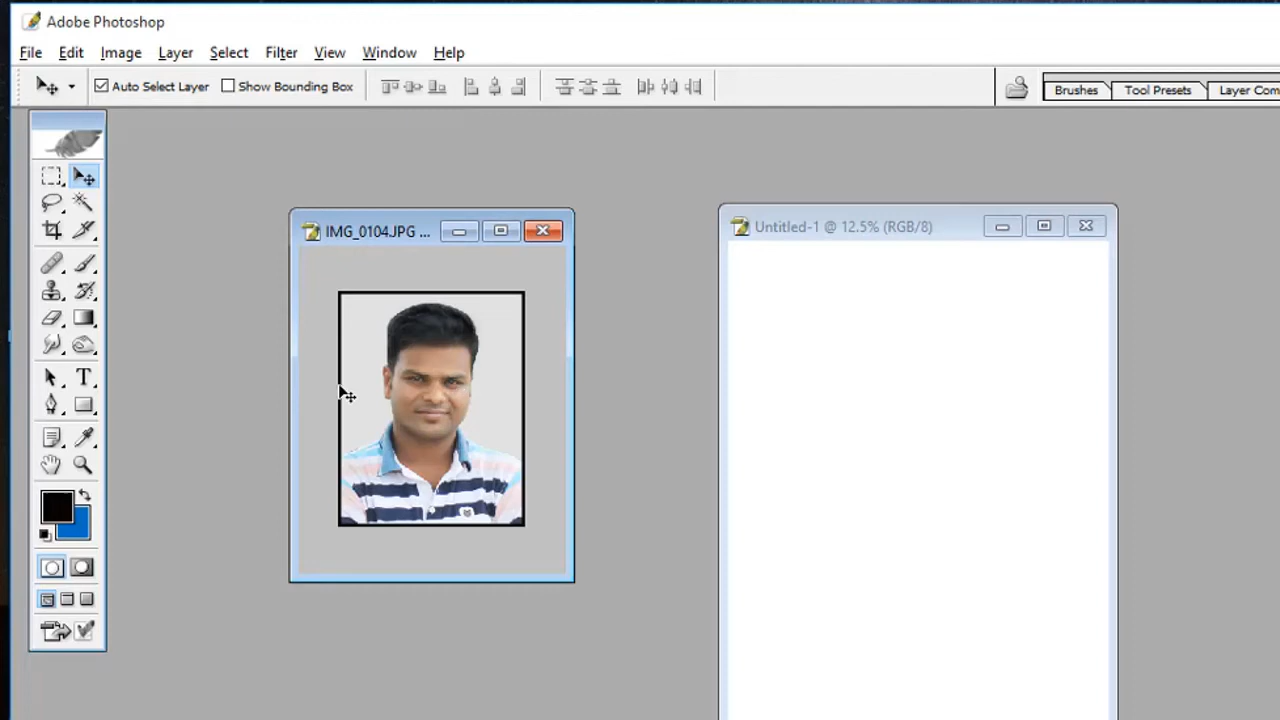 Adobe Photoshop
File Edit Image Layer Select Filter View Window Help
Auto Select Layer Show Bounding Box Brushes Tool Presets Layer Com
IMG_0104.JPG ...
Untitled-1 @ 12.5% (RGB/8)
T